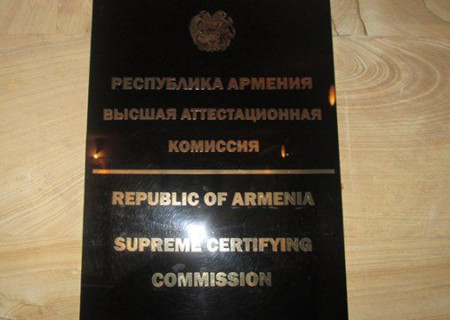 РЕСПУБЛИКА АРМЕНИЯ
ВЫСШАЯ АТТЕСТАЦИОННАЯ
КОМИССИЯ
REPUBLIC OF ARMENIA
SUPREME CERTIFYING
COMMISSION